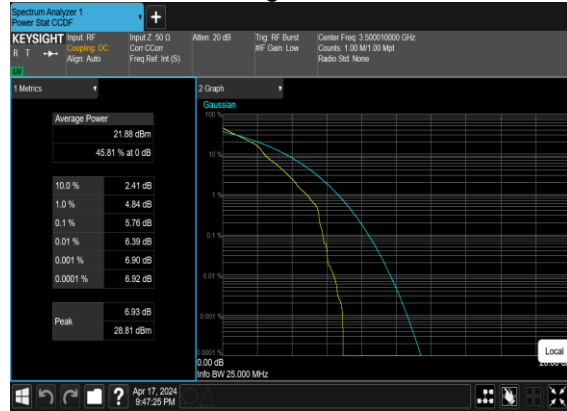 Spectrum Analyzer 1
Power Stat CCDF
+
KEYSIGHT
R T
LV
Input: RF
Coupling: DC
Align: Auto
Input Z: 50 Ω
Corr CCorr
Freq Ref: Int (S)
Atten: 20 dB
Trig: RF Burst
#IF Gain: Low
Center Freq: 3.500010000 GHz
Counts: 1.00 M/1.00 Mpt
Radio Std: None
1 Metrics
Average Power
21.88 dBm
45.81 % at 0 dB
10.0 % 2.41 dB
1.0 % 4.84 dB
0.1 % 5.76 dB
0.01 % 6.39 dB
0.001 % 6.90 dB
0.0001 % 6.92 dB
Peak
6.93 dB
28.81 dBm
2 Graph
Gaussian
100 %
10 %
1 %
0.1 %
0.01 %
0.001 %
0.0001 %
0.00 dB
Info BW 25.000 MHz
Local
?
Apr 17, 2024
9:47:25 PM